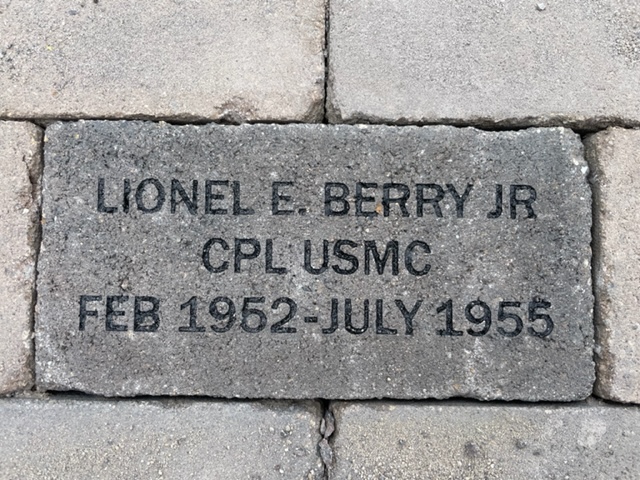 LIONEL E. BERRY JR
CPL USMC
FEB 1952-JULY 1955